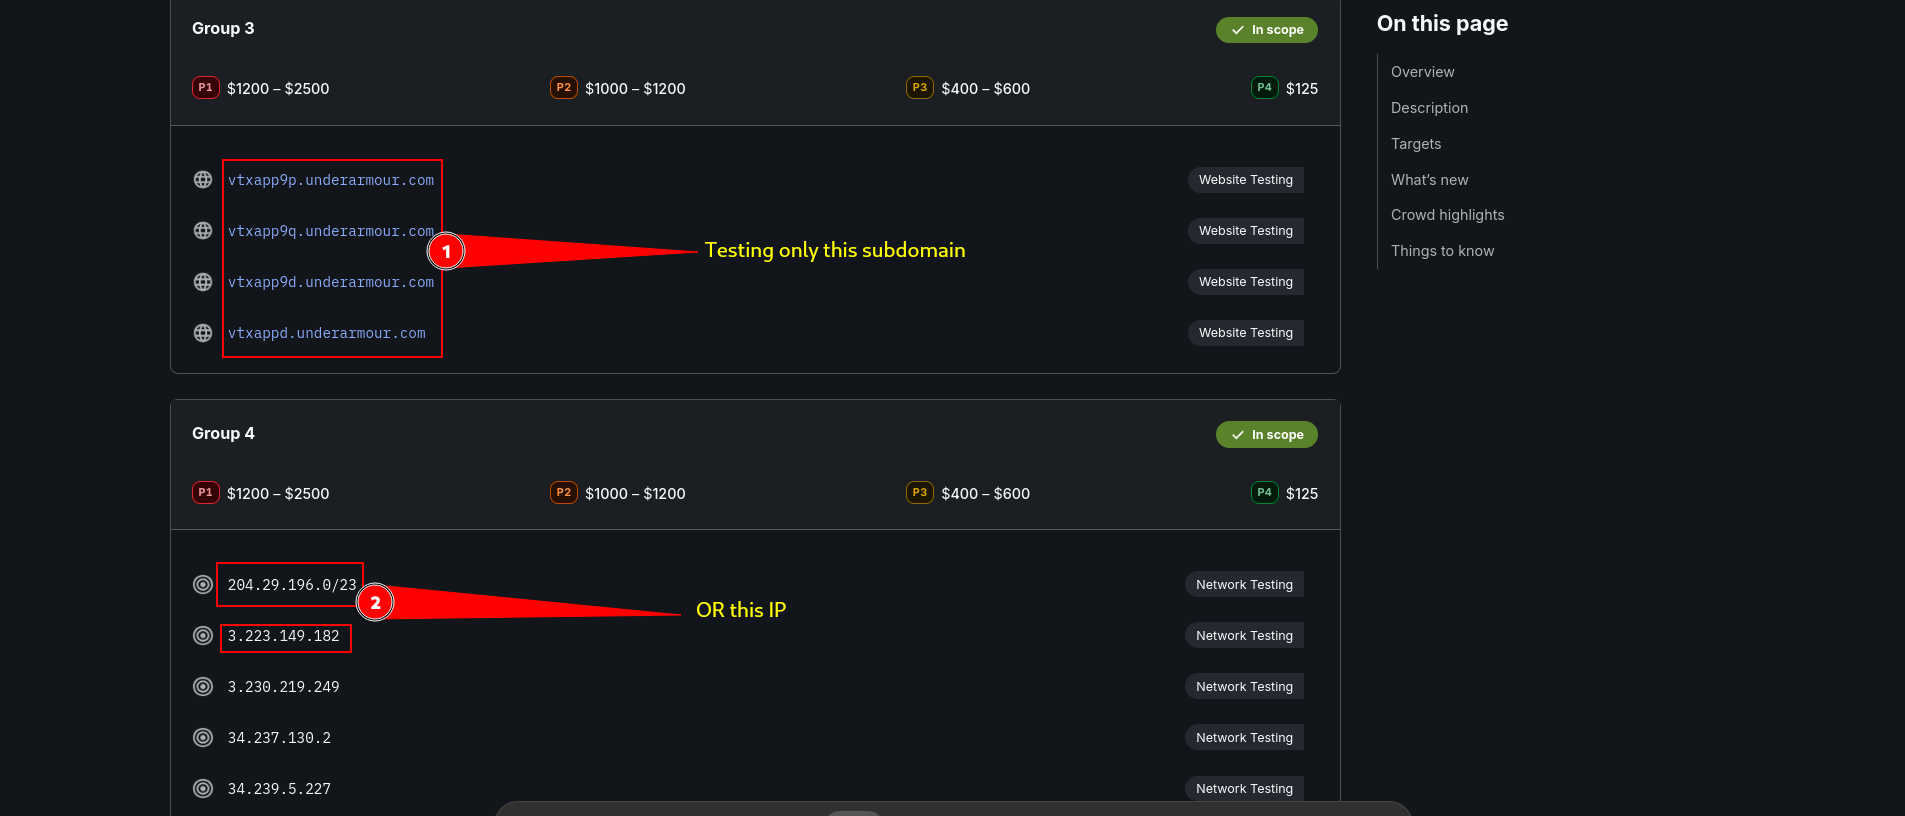 Group 3
In scope
P1 $1200 – $2500
P2 $1000 – $1200
P3 $400 – $600
P4 $125
vtxapp9p.underarmour.com
Website Testing
vtxapp9q.underarmour.com
Website Testing
1
Testing only this subdomain
vtxapp9d.underarmour.com
Website Testing
vtxappd.underarmour.com
Website Testing
Group 4
In scope
P1 $1200 – $2500
P2 $1000 – $1200
P3 $400 – $600
P4 $125
204.29.196.0/23
Network Testing
2
OR this IP
3.223.149.182
Network Testing
3.230.219.249
Network Testing
34.237.130.2
Network Testing
34.239.5.227
Network Testing
On this page
Overview
Description
Targets
What's new
Crowd highlights
Things to know